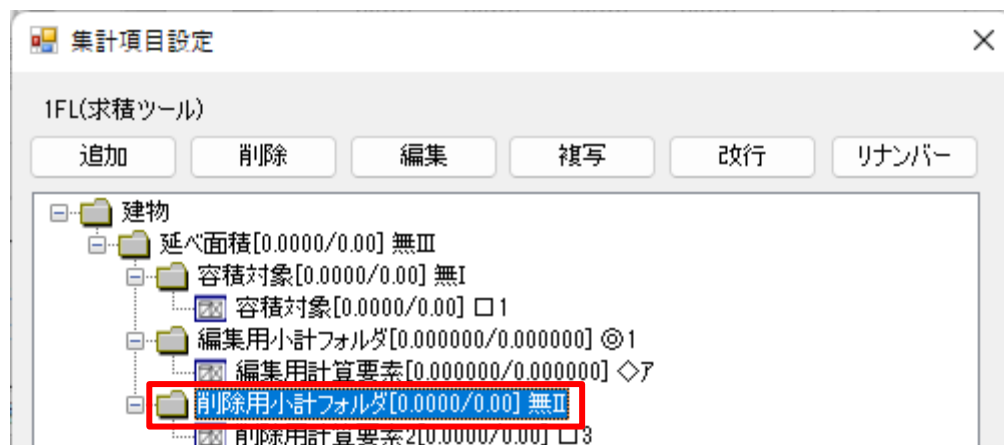 集計項目設定
1FL(求積ツール)
追加 削除 編集 複写 改行 リナンバー
建物
延べ面積[0.0000/0.00] 無Ⅲ
容積対象[0.0000/0.00] 無Ⅰ
容積対象[0.0000/0.00] □1
編集用小計フォルダ[0.000000/0.000000] ◎1
編集用計算要素[0.000000/0.000000] ◇ア
削除用小計フォルダ[0.0000/0.00] 無Ⅱ
削除用計算要素2[0.0000/0.00] □3